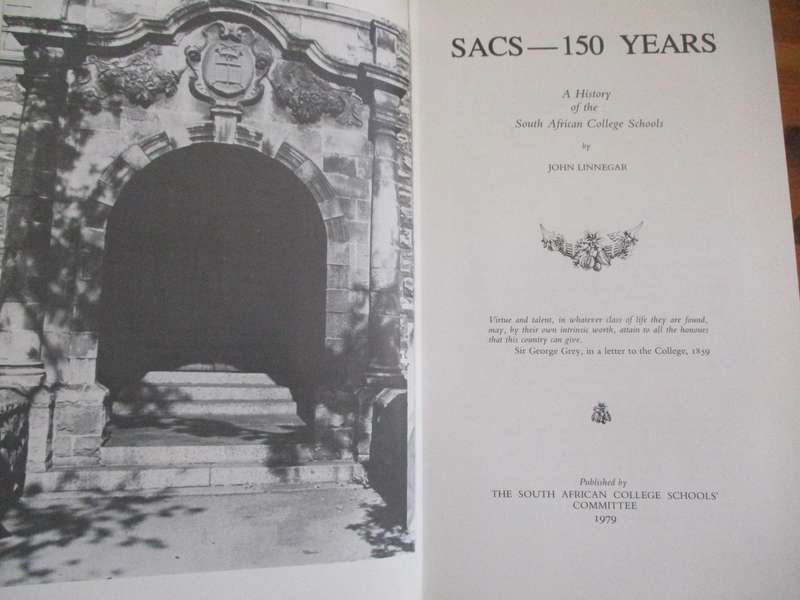 SACS — 150 YEARS
A History
of the
South African College Schools
by
JOHN LINNEGAR
Virtue and talent, in whatever class of life they are found,
may, by their own intrinsic worth, attain to all the honours
that this country can give.
Sir George Grey, in a letter to the College, 1859
Published by
THE SOUTH AFRICAN COLLEGE SCHOOLS'
COMMITTEE
1979